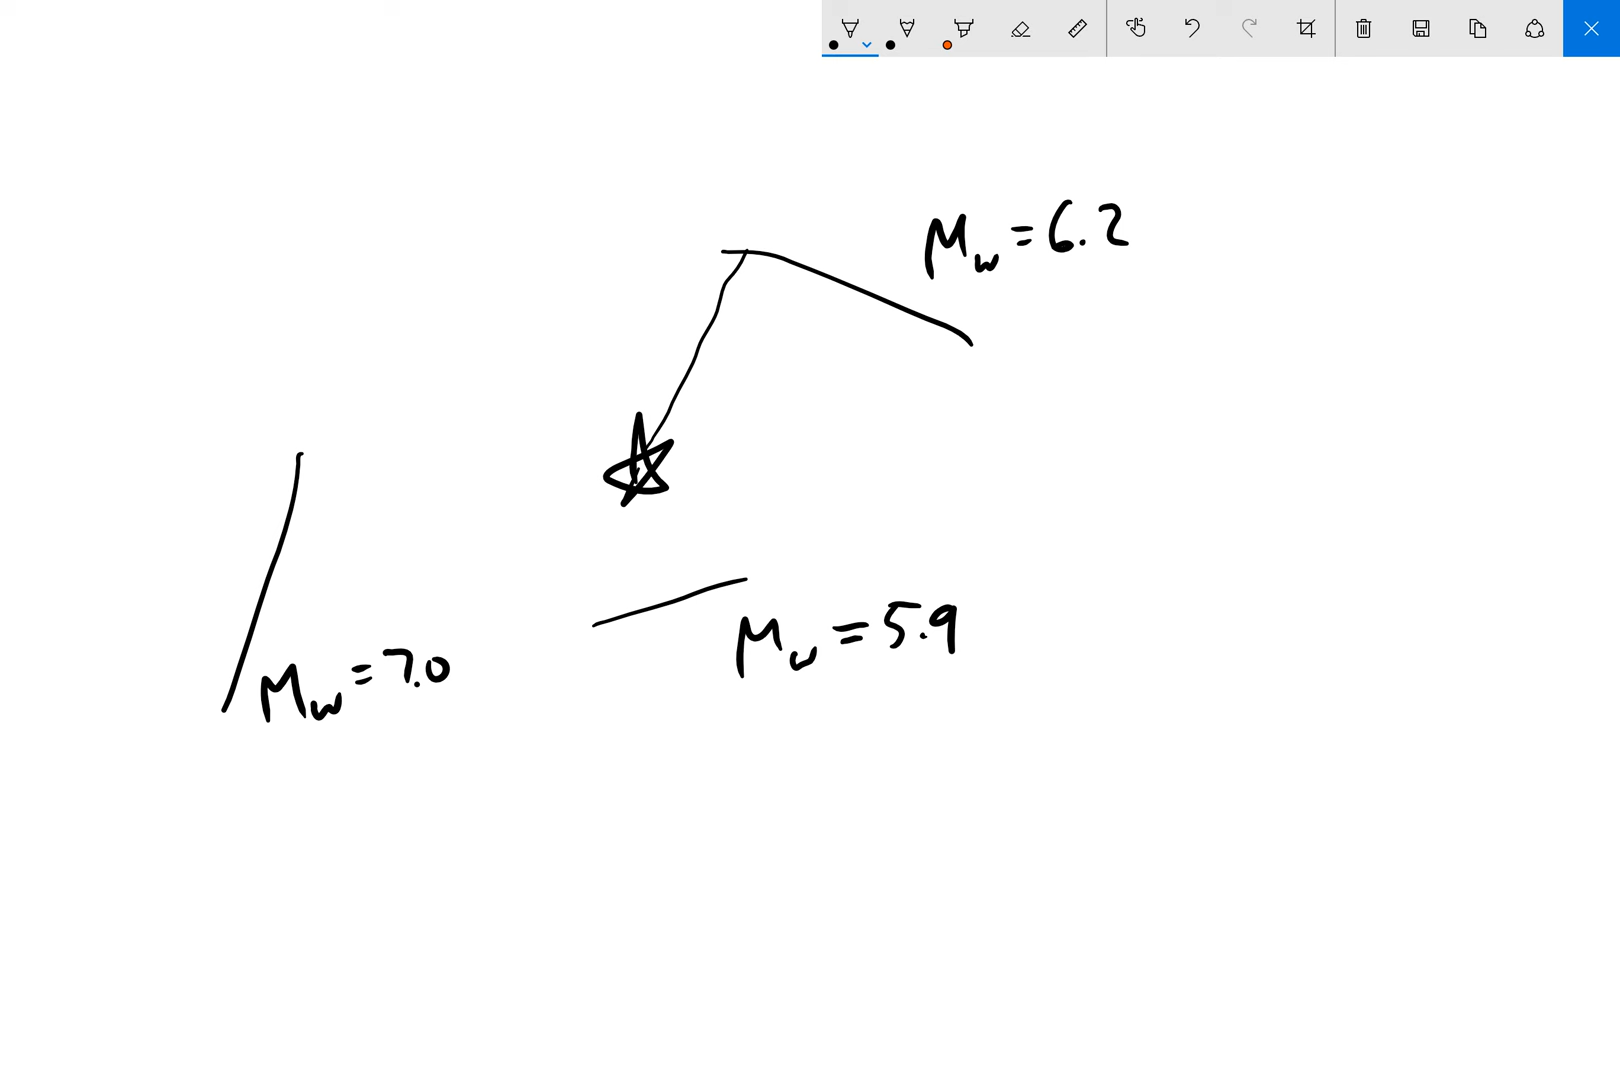 Mw = 6.2
Mw = 5.9
Mw = 7.0